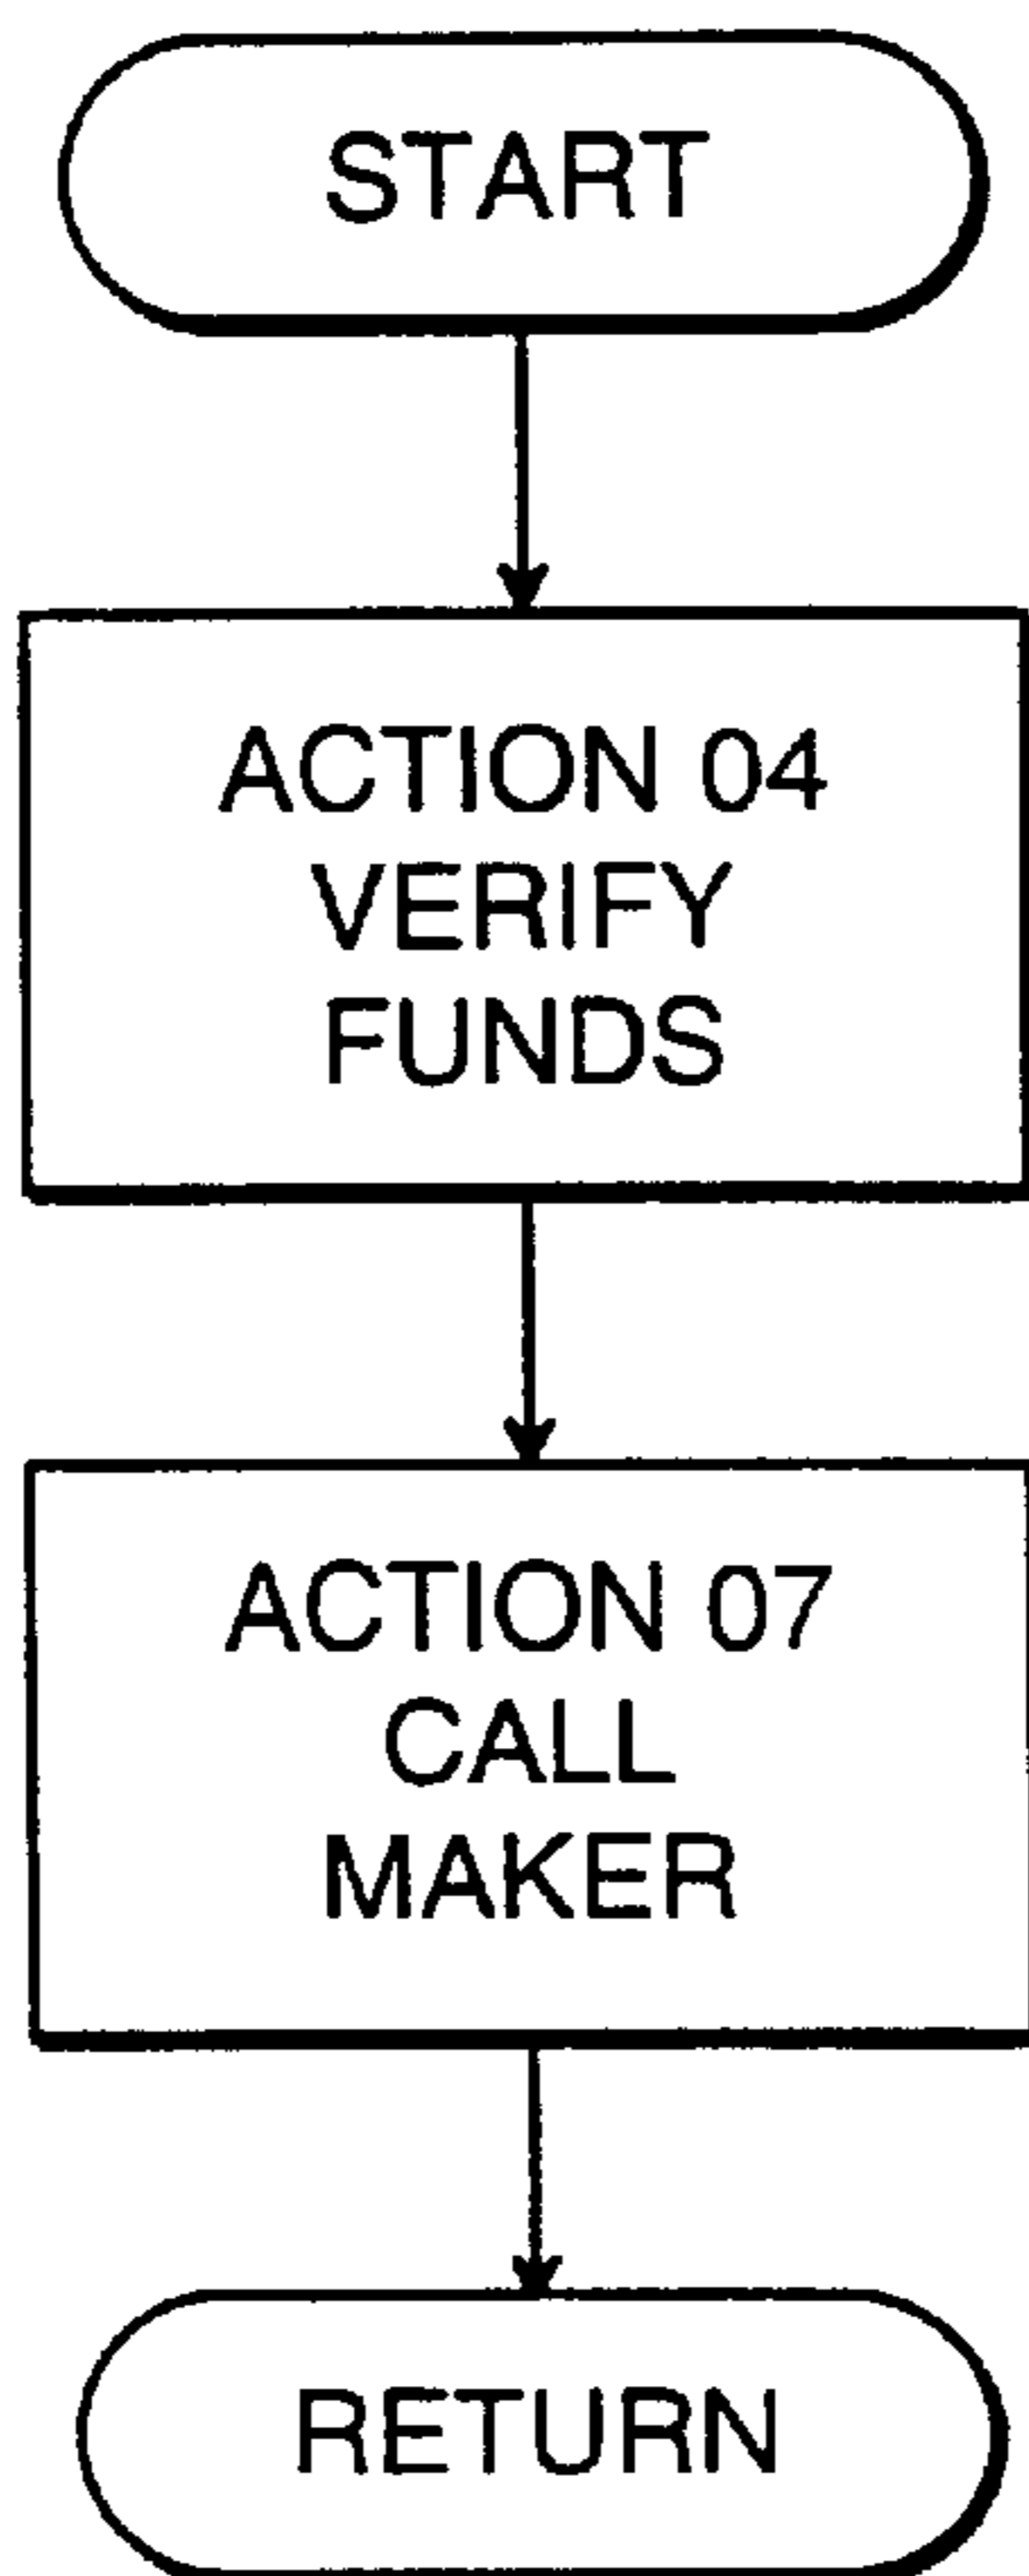 START
ACTION 04
VERIFY
FUNDS
ACTION 07
CALL
MAKER
RETURN